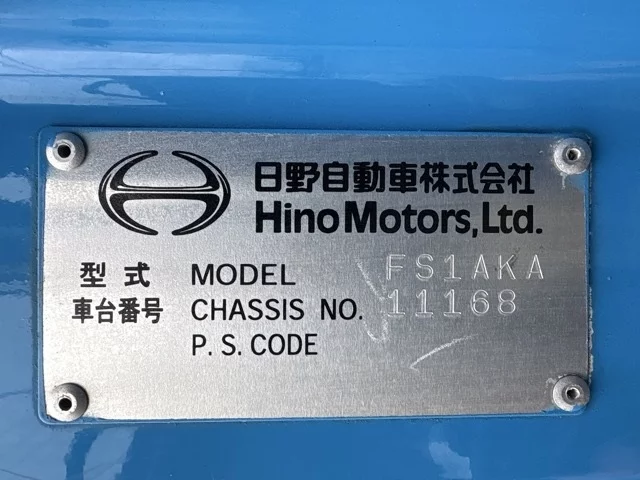 日野自動車株式会社
Hino Motors, Ltd.
型式 MODEL FS1AKA
車台番号 CHASSIS NO. 11168
P. S. CODE